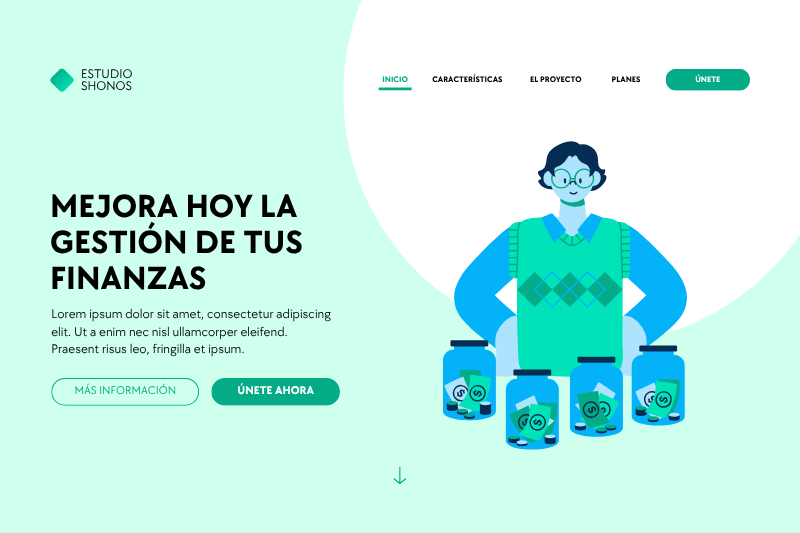 ESTUDIO
SHONOS
INICIO
CARACTERÍSTICAS
EL PROYECTO
PLANES
ÚNETE
MEJORA HOY LA
GESTIÓN DE TUS
FINANZAS
Lorem ipsum dolor sit amet, consectetur adipiscing
elit. Ut a enim nec nisl ullamcorper eleifend.
Praesent risus leo, fringilla et ipsum.
MÁS INFORMACIÓN
ÚNETE AHORA
$
$
$
$